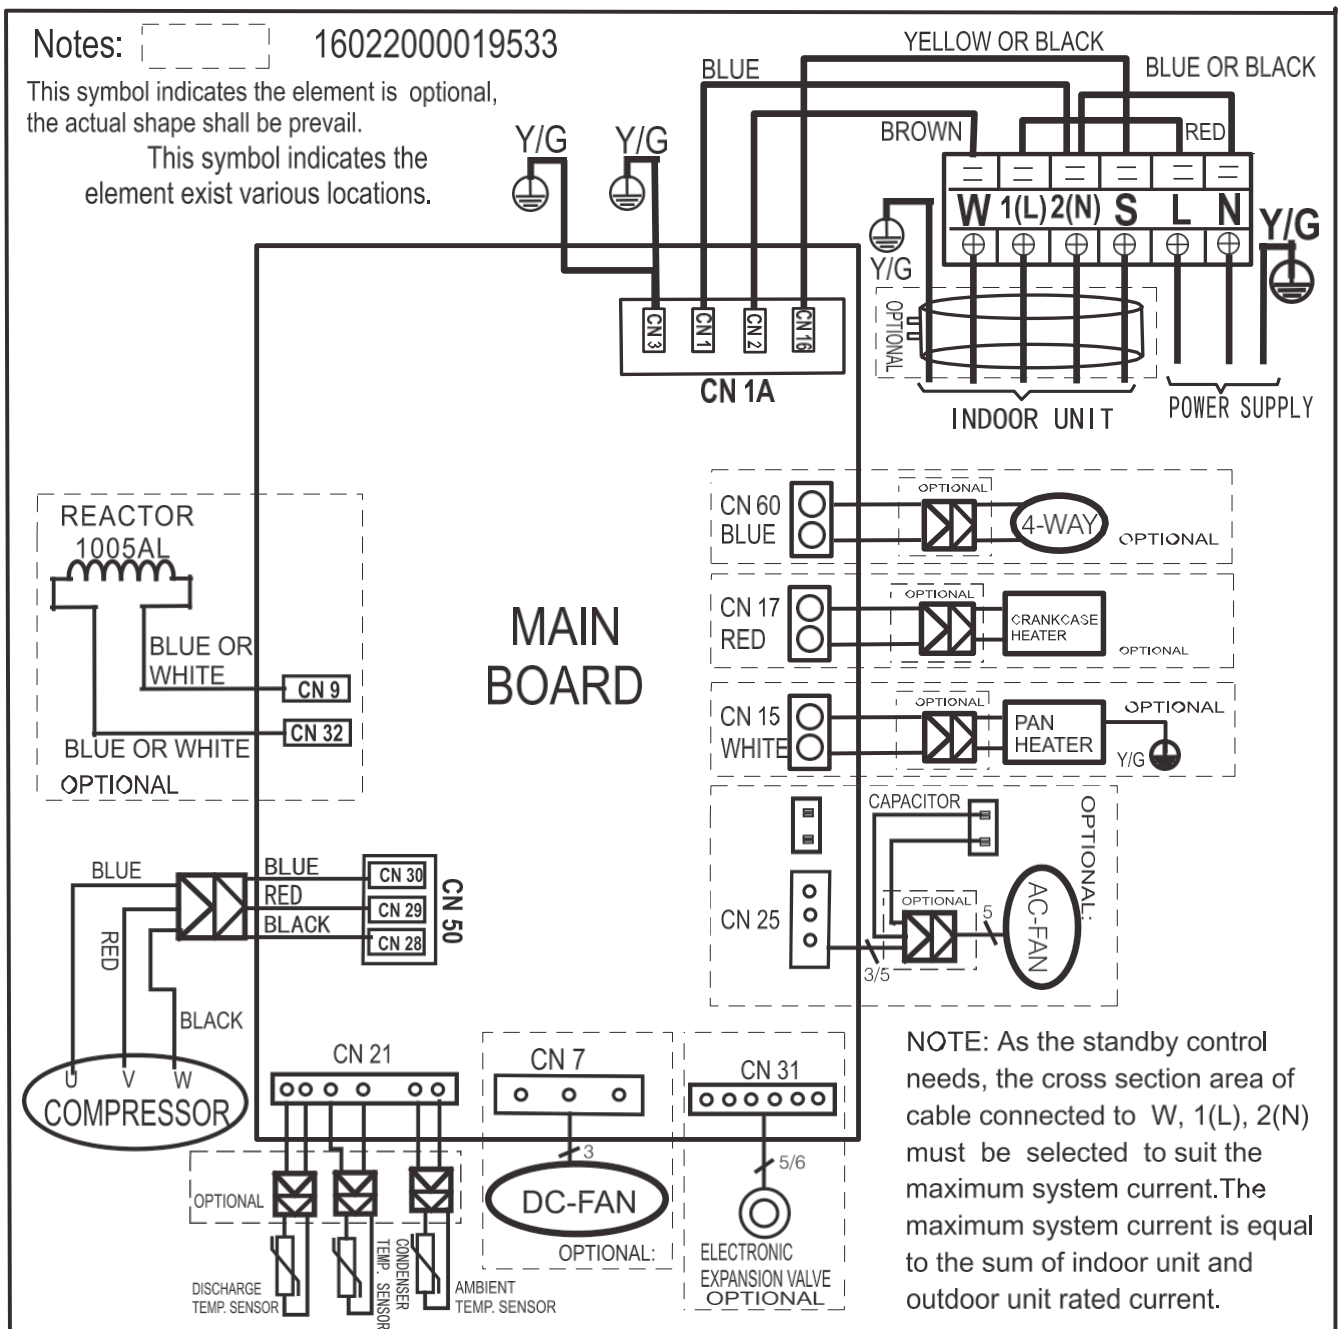 Notes: 16022000019533
This symbol indicates the element is optional,
the actual shape shall be prevail.
This symbol indicates the
element exist various locations.
YELLOW OR BLACK
BLUE
BLUE OR BLACK
BROWN
RED
Y/G
Y/G
W 1(L) 2(N) S L N
Y/G
Y/G
OPTIONAL
INDOOR UNIT
POWER SUPPLY
CN 3
CN 1
CN 2
CN 16
CN 1A
REACTOR
1005AL
BLUE OR
WHITE
CN 9
CN 32
BLUE OR WHITE
OPTIONAL
MAIN
BOARD
CN 60
BLUE
OPTIONAL
4-WAY
OPTIONAL
CN 17
RED
OPTIONAL
CRANKCASE
HEATER
OPTIONAL
CN 15
WHITE
OPTIONAL
PAN
HEATER
OPTIONAL
Y/G
CAPACITOR
OPTIONAL:
CN 25
OPTIONAL
3/5
5
AC-FAN
BLUE
RED
BLACK
BLUE
RED
BLACK
CN 30
CN 29
CN 28
CN 50
U V W
COMPRESSOR
CN 21
OPTIONAL
DISCHARGE
TEMP. SENSOR
CONDENSER
TEMP. SENSOR
AMBIENT
TEMP. SENSOR
CN 7
3
DC-FAN
OPTIONAL:
CN 31
5/6
ELECTRONIC
EXPANSION VALVE
OPTIONAL
NOTE: As the standby control
needs, the cross section area of
cable connected to W, 1(L), 2(N)
must be selected to suit the
maximum system current.The
maximum system current is equal
to the sum of indoor unit and
outdoor unit rated current.